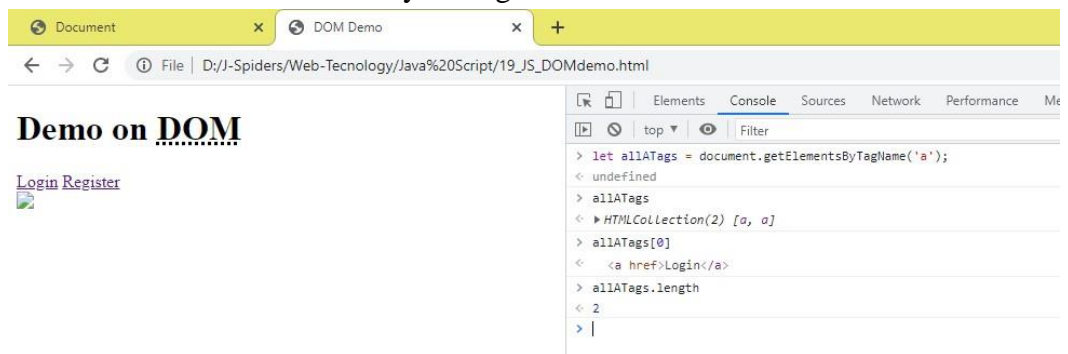 Document
DOM Demo
File | D:/J-Spiders/Web-Tecnology/Java%20Script/19_JS_DOMdemo.html
Elements Console Sources Network Performance Me
top ▼ Filter
Demo on DOM
Login Register
> let allATags = document.getElementsByTagName('a');
undefined
> allATags
HTMLCollection(2) [a, a]
> allATags[0]
<a href>Login</a>
> allATags.length
2
>